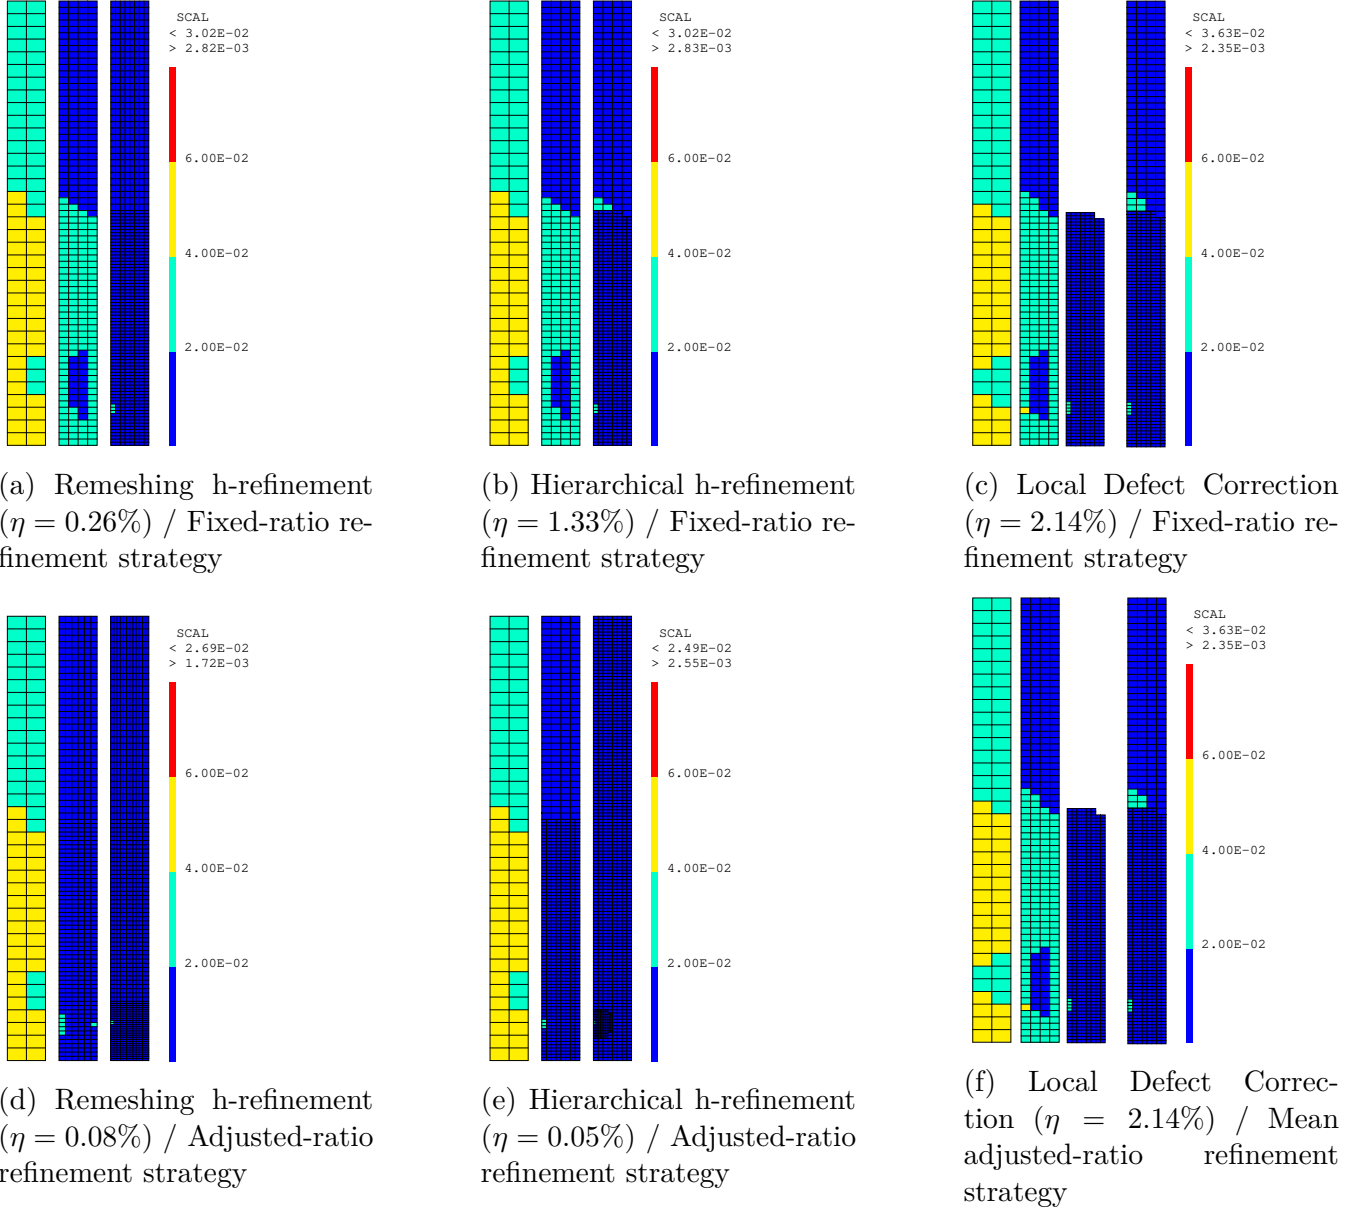 SCAL
< 3.02E-02
> 2.82E-03
6.00E-02
4.00E-02
2.00E-02
(a) Remeshing h-refinement
(η = 0.26%) / Fixed-ratio re-
finement strategy
SCAL
< 3.02E-02
> 2.83E-03
6.00E-02
4.00E-02
2.00E-02
(b) Hierarchical h-refinement
(η = 1.33%) / Fixed-ratio re-
finement strategy
SCAL
< 3.63E-02
> 2.35E-03
6.00E-02
4.00E-02
2.00E-02
(c) Local Defect Correction
(η = 2.14%) / Fixed-ratio re-
finement strategy
SCAL
< 2.69E-02
> 1.72E-03
6.00E-02
4.00E-02
2.00E-02
(d) Remeshing h-refinement
(η = 0.08%) / Adjusted-ratio
refinement strategy
SCAL
< 2.49E-02
> 2.55E-03
6.00E-02
4.00E-02
2.00E-02
(e) Hierarchical h-refinement
(η = 0.05%) / Adjusted-ratio
refinement strategy
SCAL
< 3.63E-02
> 2.35E-03
6.00E-02
4.00E-02
2.00E-02
(f) Local Defect Correc-
tion (η = 2.14%) / Mean
adjusted-ratio refinement
strategy